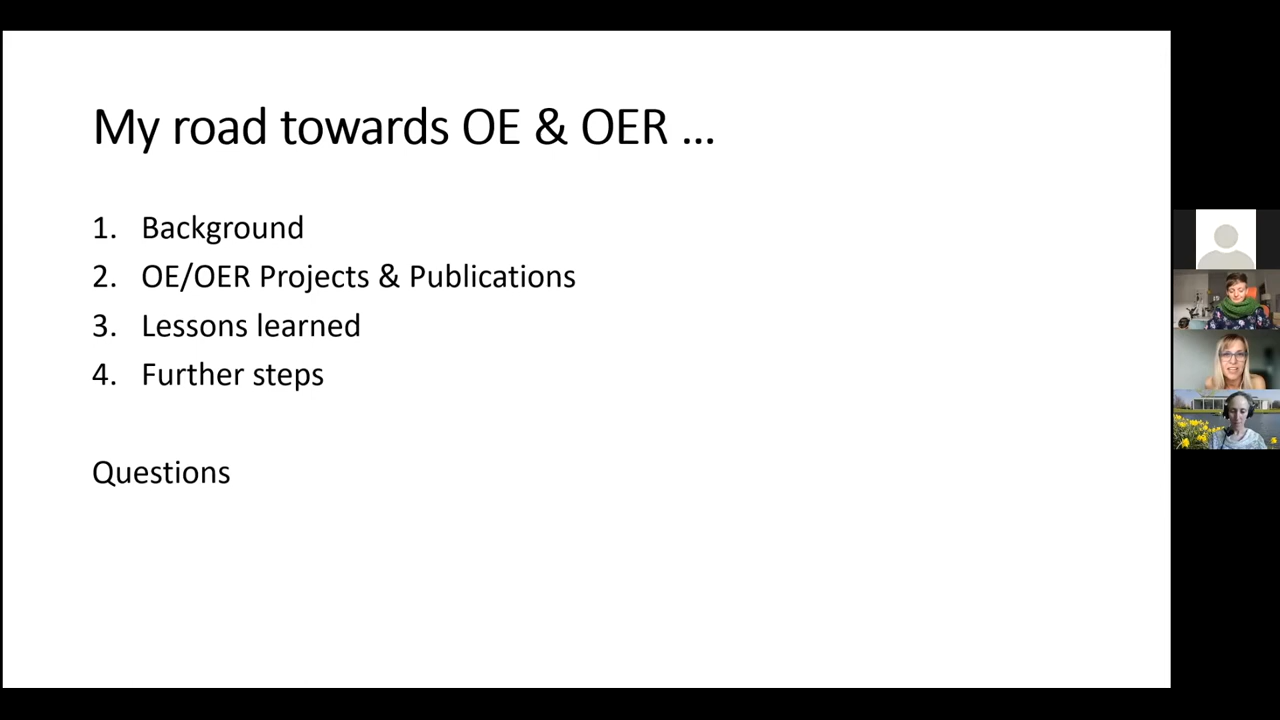 My road towards OE & OER ...
1. Background
2. OE/OER Projects & Publications
3. Lessons learned
4. Further steps
Questions